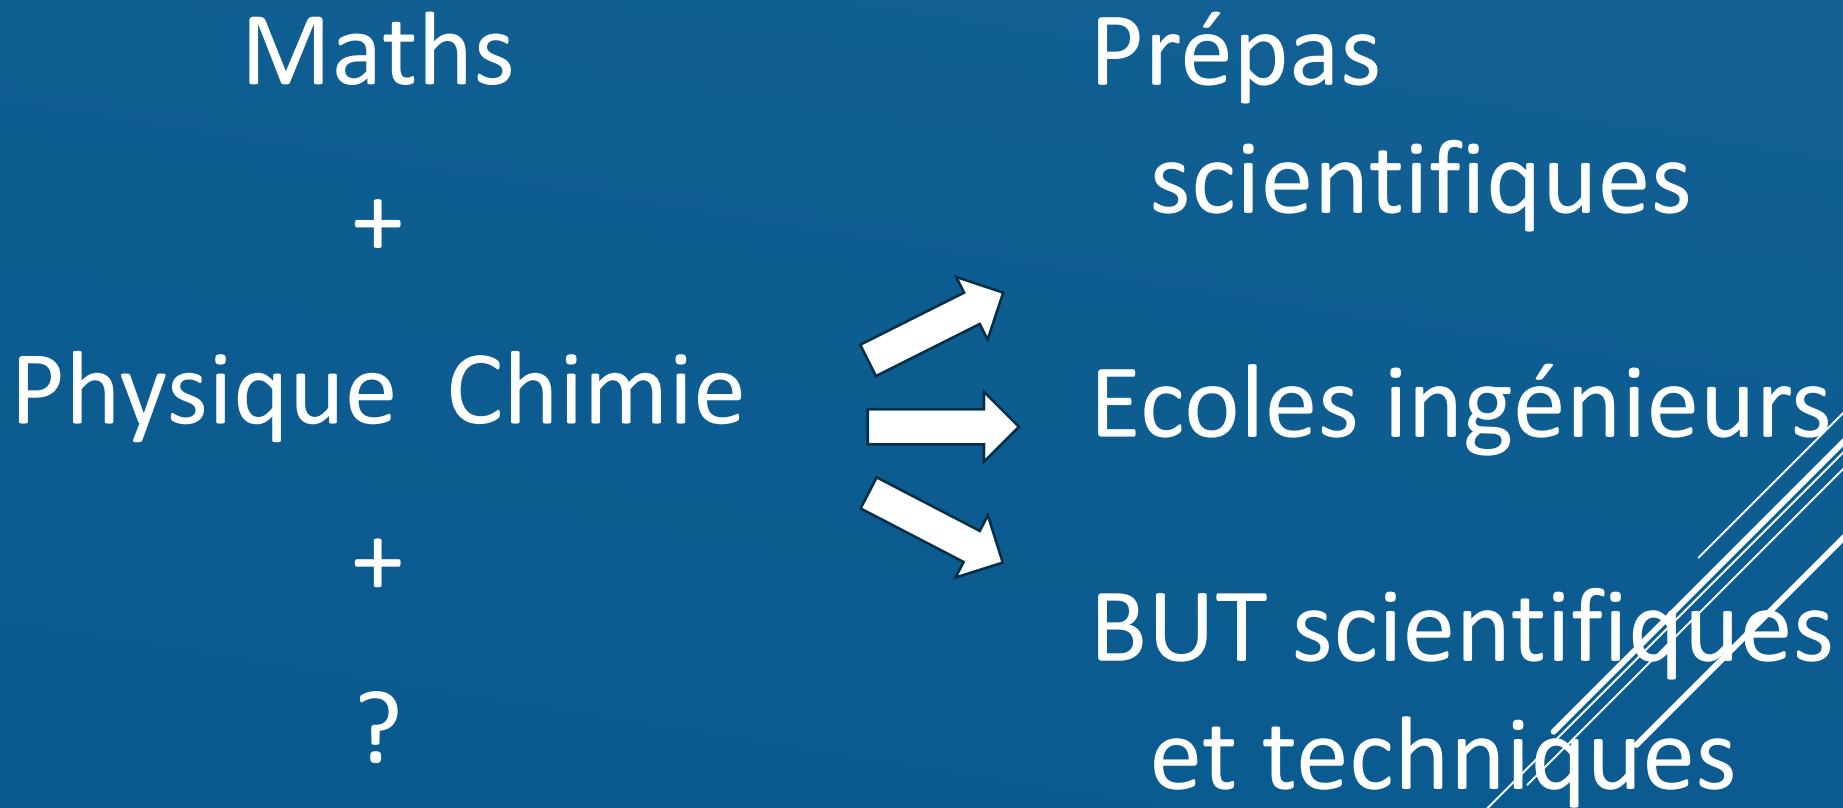 Maths
+
Physique Chimie
+
?
Prépas
scientifiques
Ecoles ingénieurs
BUT scientifiques
et techniques